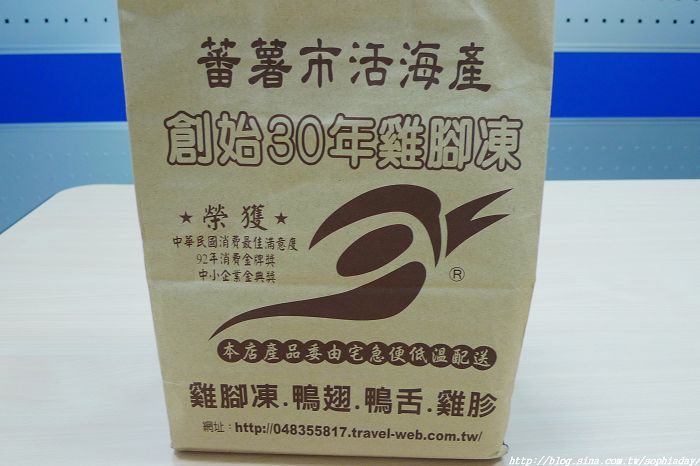 蕃薯市活海產
創始30年雞腳凍
★榮獲★
中華民國消費最佳滿意度
92年消費金牌獎
中小企業金典獎
®
本店產品委由宅急便低溫配送
雞腳凍.鴨翅.鴨舌.雞胗
網址：http://048355817.travel-web.com.tw/
http://blog.sina.com.tw/sophiaday/